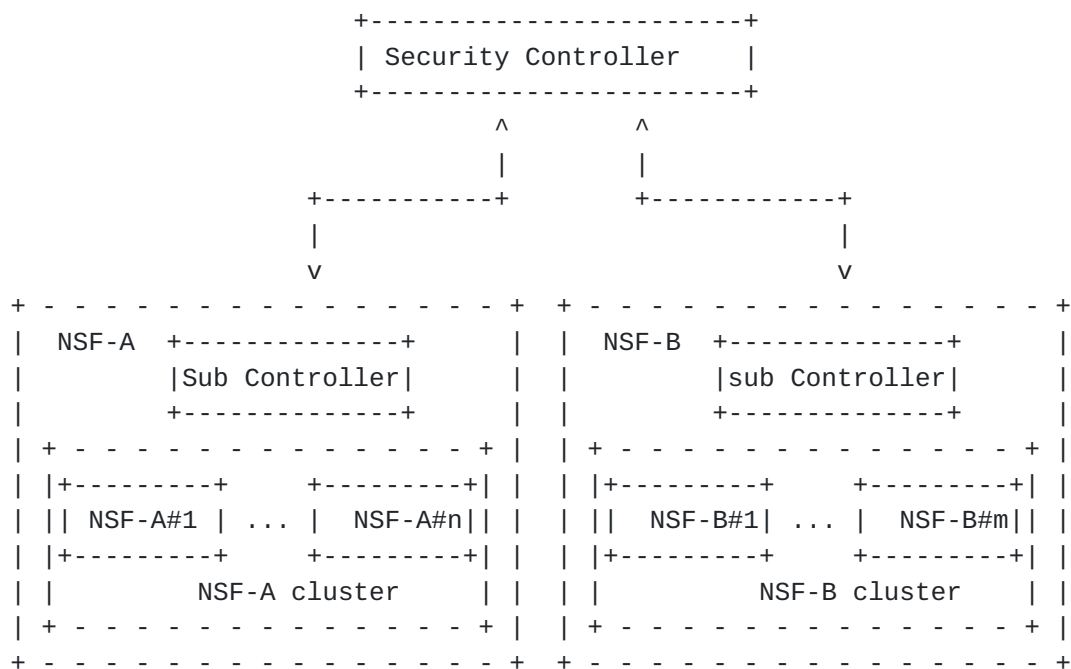 Security Controller
NSF-A NSF-B
Sub Controller sub Controller
NSF-A#1 ... NSF-A#n NSF-B#1 ... NSF-B#m
NSF-A cluster NSF-B cluster